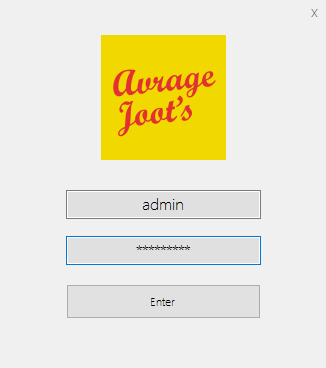 X
Avrage
Joot's
admin
*********
Enter